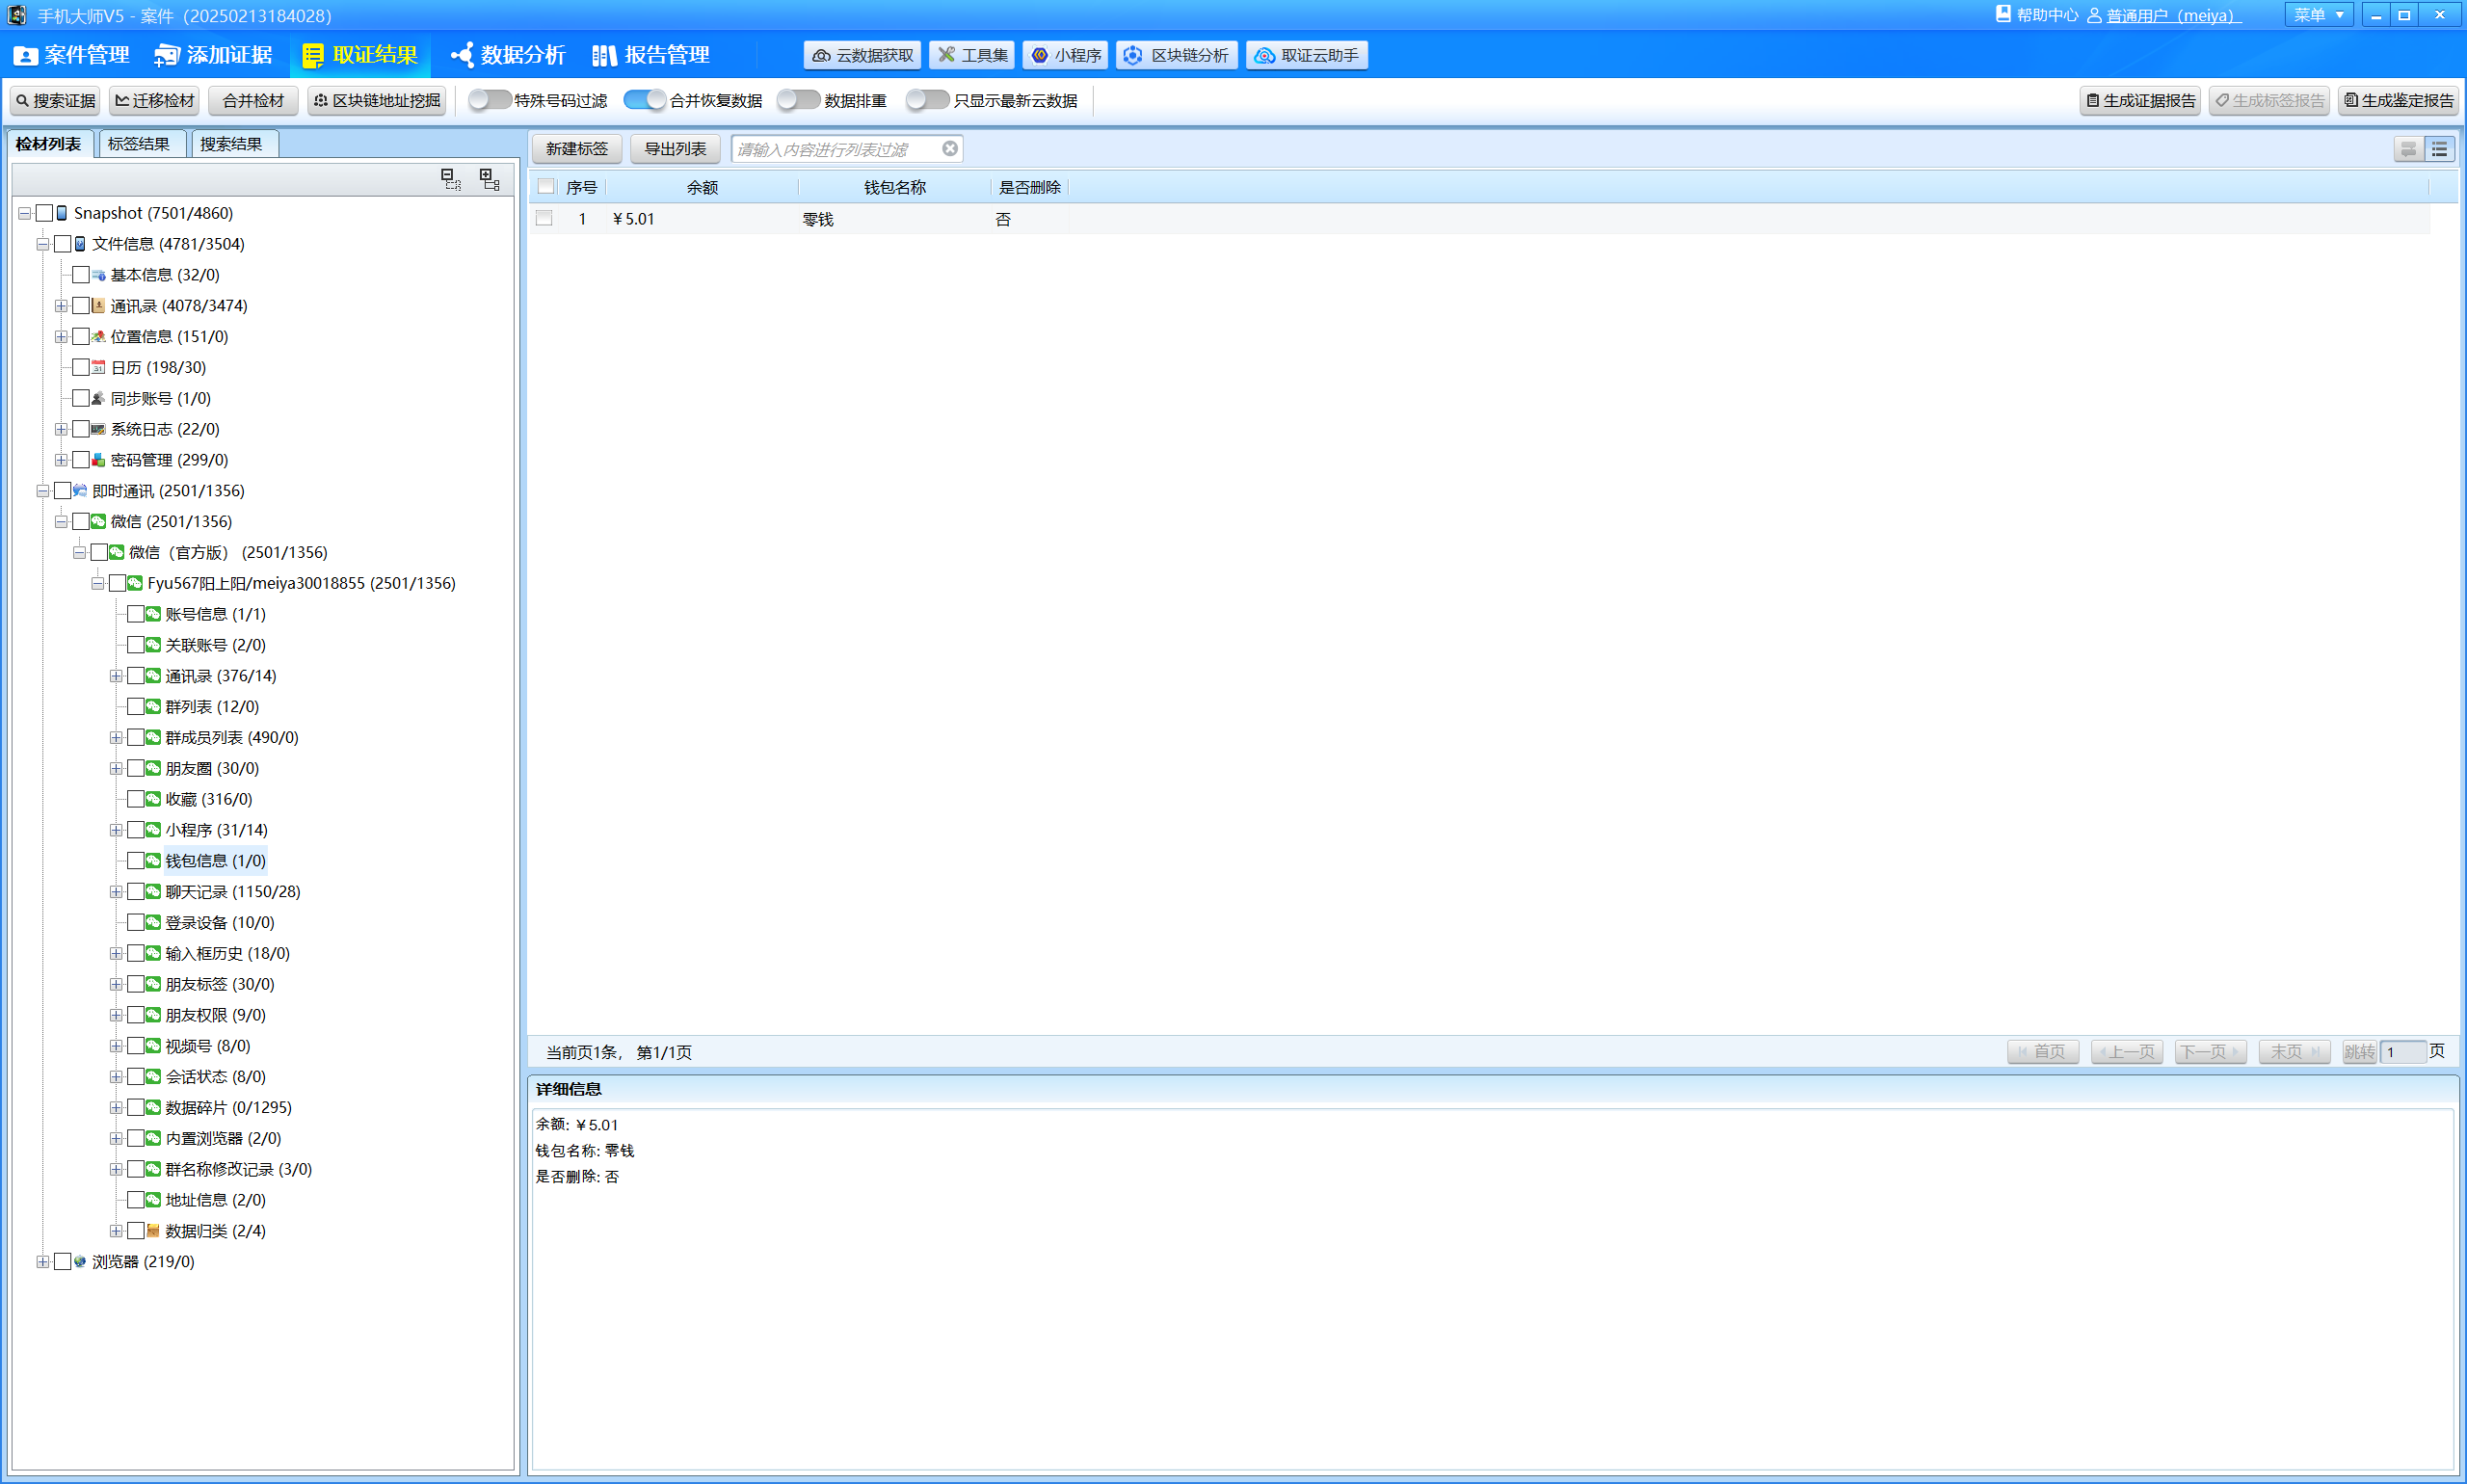 手机大师V5 - 案件（20250213184028）
帮助中心 普通用户（meiya） 菜单
案件管理 添加证据 取证结果 数据分析 报告管理 云数据获取 工具集 小程序 区块链分析 取证云助手
搜索证据 迁移检材 合并检材 区块链地址挖掘 特殊号码过滤 合并恢复数据 数据排重 只显示最新云数据 生成证据报告 生成标签报告 生成鉴定报告
检材列表 标签结果 搜索结果
Snapshot (7501/4860)
文件信息 (4781/3504)
基本信息 (32/0)
通讯录 (4078/3474)
位置信息 (151/0)
日历 (198/30)
同步账号 (1/0)
系统日志 (22/0)
密码管理 (299/0)
即时通讯 (2501/1356)
微信 (2501/1356)
微信（官方版） (2501/1356)
Fyu567阳上阳/meiya30018855 (2501/1356)
账号信息 (1/1)
关联账号 (2/0)
通讯录 (376/14)
群列表 (12/0)
群成员列表 (490/0)
朋友圈 (30/0)
收藏 (316/0)
小程序 (31/14)
钱包信息 (1/0)
聊天记录 (1150/28)
登录设备 (10/0)
输入框历史 (18/0)
朋友标签 (30/0)
朋友权限 (9/0)
视频号 (8/0)
会话状态 (8/0)
数据碎片 (0/1295)
内置浏览器 (2/0)
群名称修改记录 (3/0)
地址信息 (2/0)
数据归类 (2/4)
浏览器 (219/0)
新建标签 导出列表 请输入内容进行列表过滤
序号 余额 钱包名称 是否删除
1 ￥5.01 零钱 否
当前页1条， 第1/1页 首页 上一页 下一页 末页 跳转 1 页
详细信息
余额: ￥5.01
钱包名称: 零钱
是否删除: 否